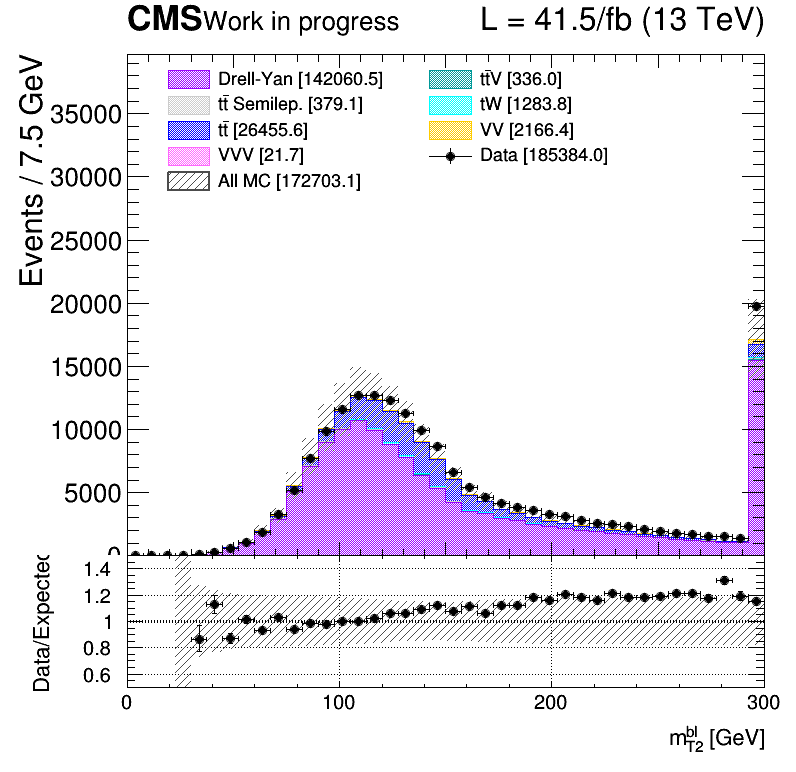 CMS Work in progress L = 41.5/fb (13 TeV)
Events / 7.5 GeV
35000
30000
25000
20000
15000
10000
5000
0
Drell-Yan [142060.5]
tt̄ Semilep. [379.1]
tt̄ [26455.6]
VVV [21.7]
All MC [172703.1]
tt̄V [336.0]
tW [1283.8]
VV [2166.4]
Data [185384.0]
Data/Expected
1.4
1.2
1
0.8
0.6
0 100 200 300
m_{T2}^{bl} [GeV]